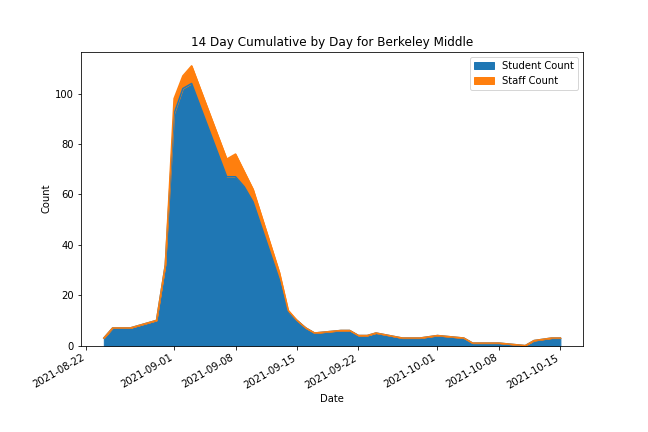 14 Day Cumulative by Day for Berkeley Middle
Student Count
Staff Count
Count
100
80
60
40
20
0
2021-08-22
2021-09-01
2021-09-08
2021-09-15
2021-09-22
2021-10-01
2021-10-08
2021-10-15
Date